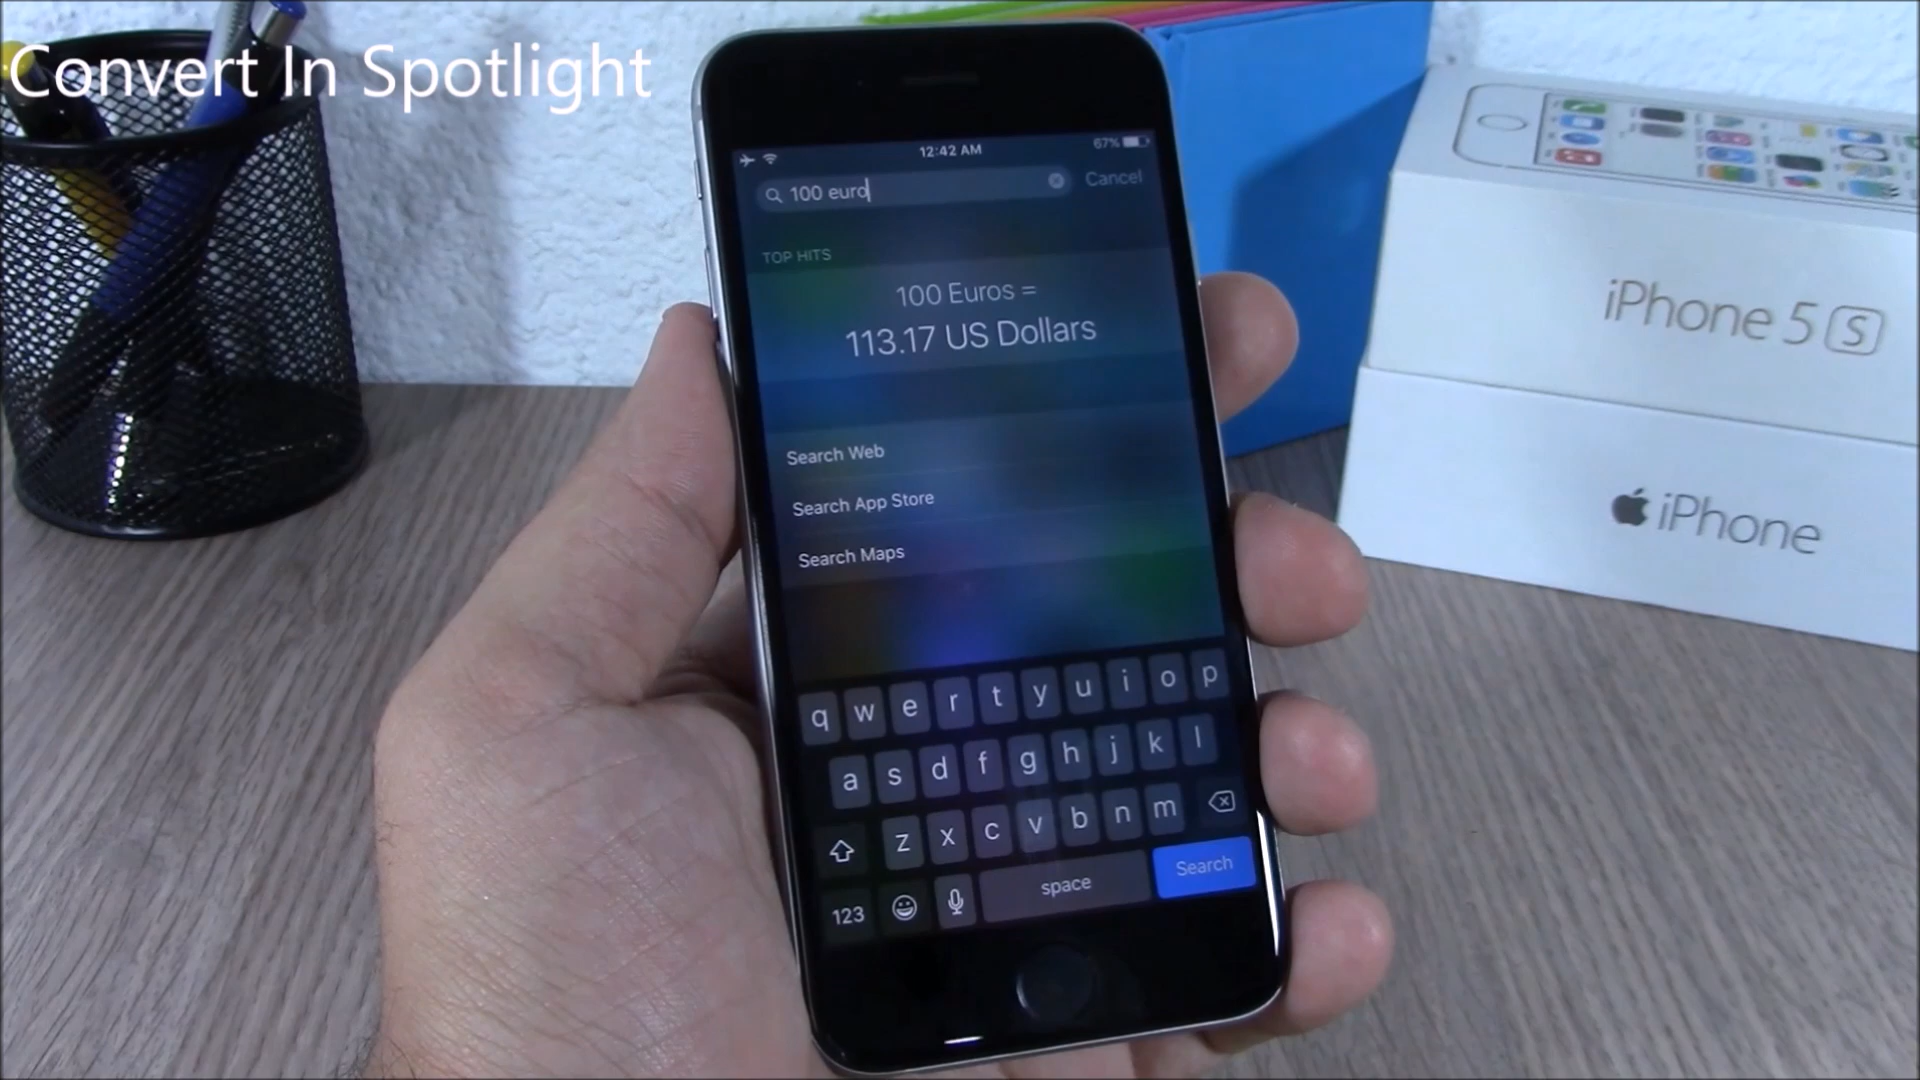 Convert In Spotlight
12:42 AM
67%
100 euro
Cancel
TOP HITS
100 Euros =
113.17 US Dollars
Search Web
Search App Store
Search Maps
q w e r t y u i o p
a s d f g h j k l
z x c v b n m
123
space
Search
iPhone 5 S
iPhone